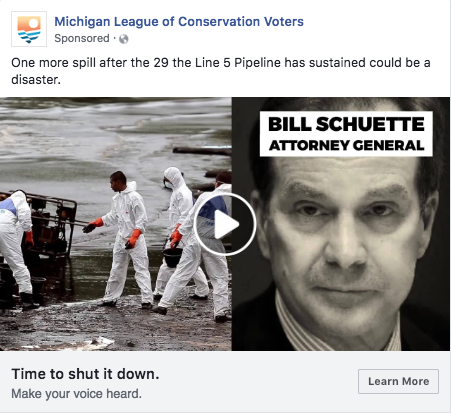 Michigan League of Conservation Voters
Sponsored ·
One more spill after the 29 the Line 5 Pipeline has sustained could be a
disaster.
BILL SCHUETTE
ATTORNEY GENERAL
Time to shut it down.
Make your voice heard.
Learn More